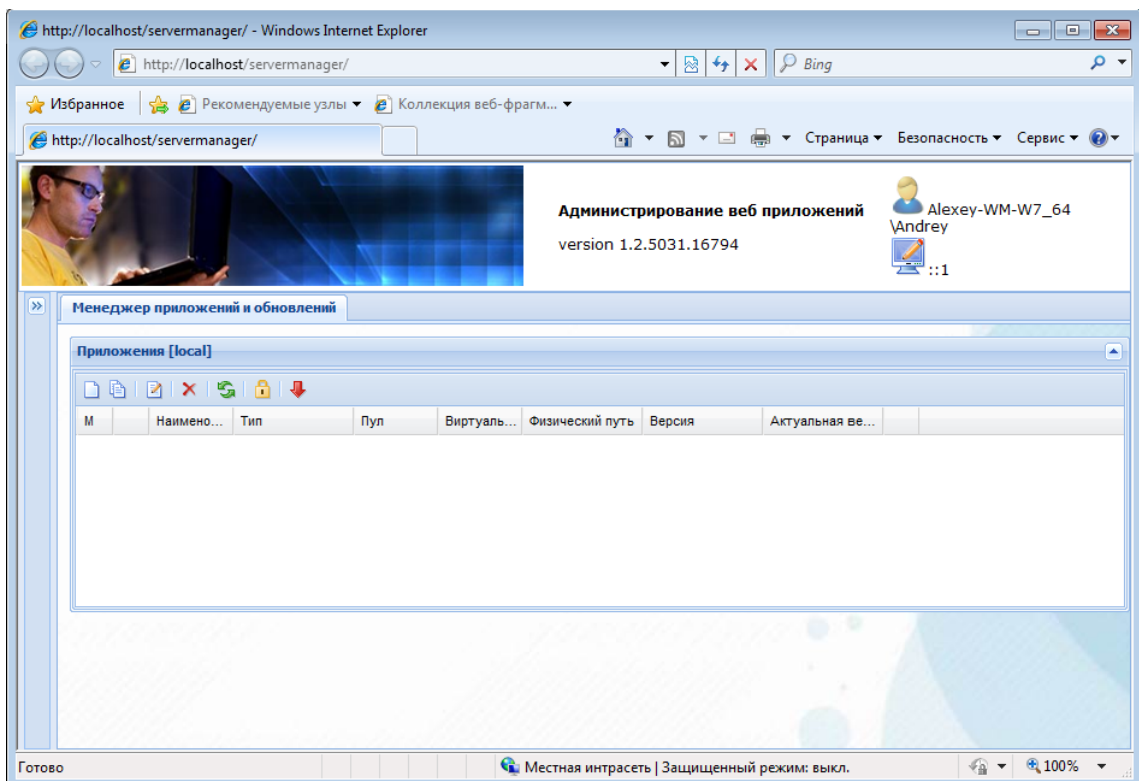 http://localhost/servermanager/ - Windows Internet Explorer
http://localhost/servermanager/
Bing
Избранное
Рекомендуемые узлы
Коллекция веб-фрагм...
http://localhost/servermanager/
Страница
Безопасность
Сервис
Администрирование веб приложений
version 1.2.5031.16794
Alexey-WM-W7_64
\Andrey
::1
Менеджер приложений и обновлений
Приложения [local]
М
Наимено...
Тип
Пул
Виртуаль...
Физический путь
Версия
Актуальная ве...
Готово
Местная интрасеть | Защищенный режим: выкл.
100%